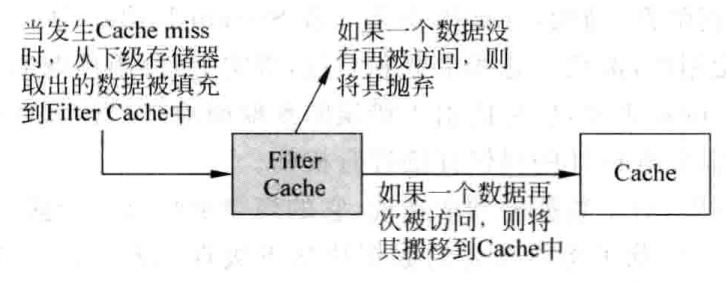 当发生Cache miss
时，从下级存储器
取出的数据被填充
到Filter Cache中
如果一个数据没
有再被访问，则
将其抛弃
Filter
Cache
如果一个数据再
次被访问，则将
其搬移到Cache中
Cache